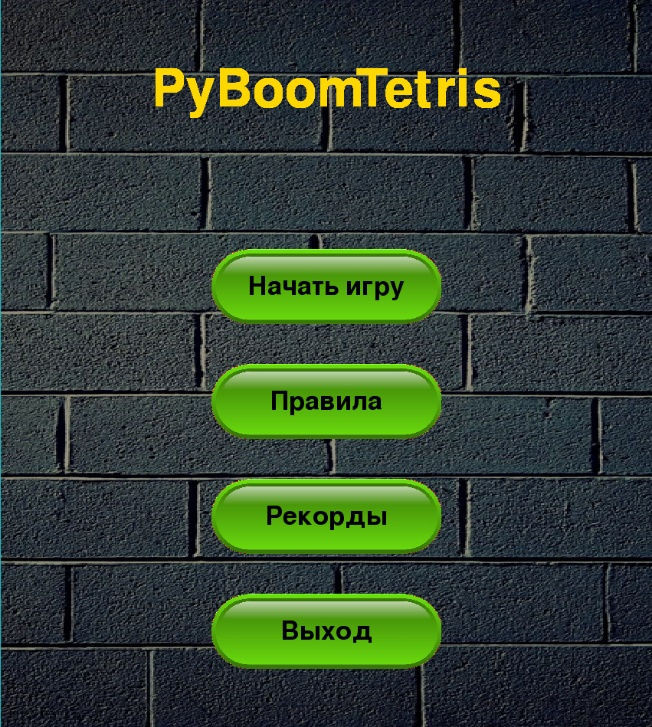 PyBoomTetris
Начать игру
Правила
Рекорды
Выход